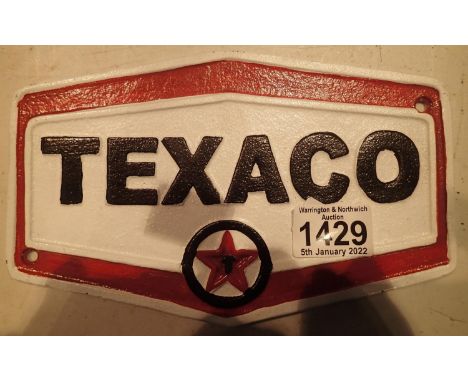 TEXACO
Warrington & Northwich
Auction
1429
5th January 2022